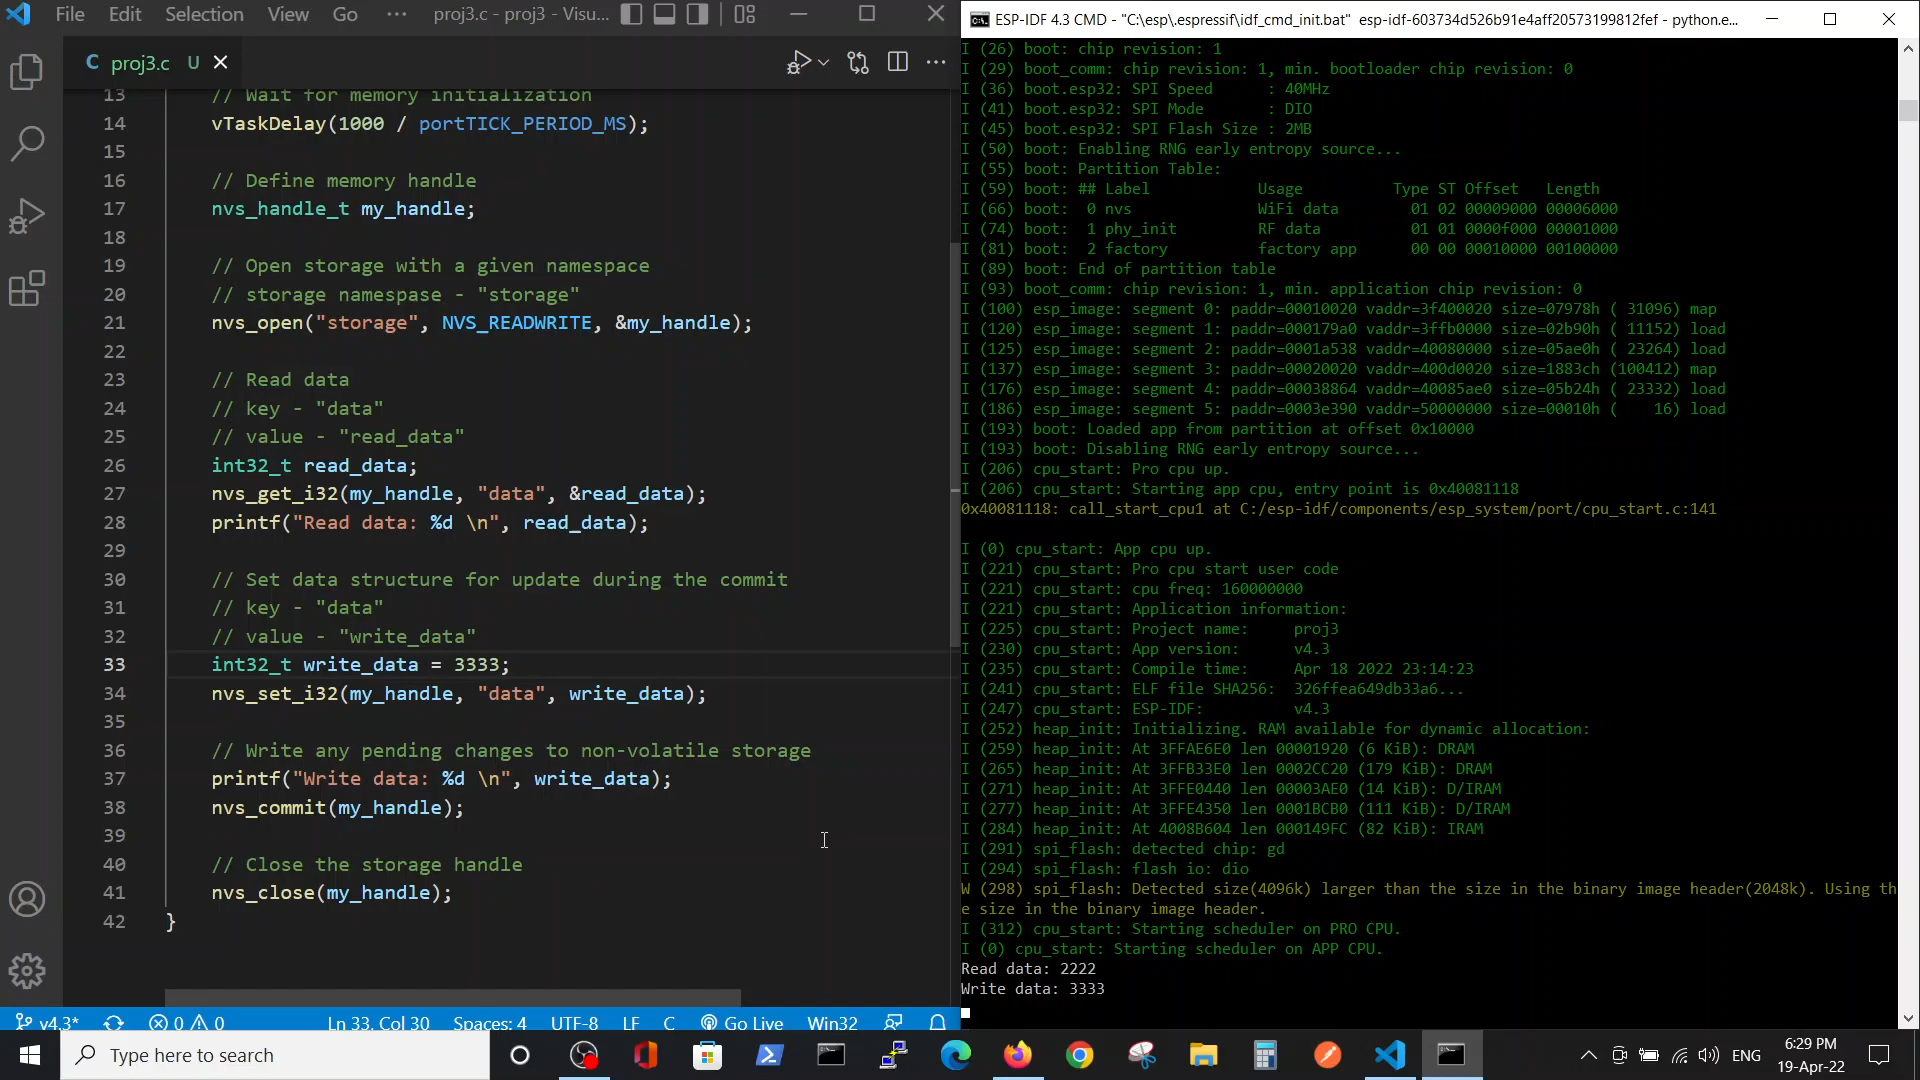 File Edit Selection View Go ··· proj3.c - proj3 - Visu...
C proj3.c U
13 // Wait for memory initialization
14 vTaskDelay(1000 / portTICK_PERIOD_MS);
15
16 // Define memory handle
17 nvs_handle_t my_handle;
18
19 // Open storage with a given namespace
20 // storage namespase - "storage"
21 nvs_open("storage", NVS_READWRITE, &my_handle);
22
23 // Read data
24 // key - "data"
25 // value - "read_data"
26 int32_t read_data;
27 nvs_get_i32(my_handle, "data", &read_data);
28 printf("Read data: %d \n", read_data);
29
30 // Set data structure for update during the commit
31 // key - "data"
32 // value - "write_data"
33 int32_t write_data = 3333;
34 nvs_set_i32(my_handle, "data", write_data);
35
36 // Write any pending changes to non-volatile storage
37 printf("Write data: %d \n", write_data);
38 nvs_commit(my_handle);
39
40 // Close the storage handle
41 nvs_close(my_handle);
42 }
v4.3* 0 0 Ln 33, Col 30 Spaces: 4 UTF-8 LF C Go Live Win32
ESP-IDF 4.3 CMD - "C:\esp\.espressif\idf_cmd_init.bat" esp-idf-603734d526b91e4aff20573199812fef - python.e...
I (26) boot: chip revision: 1
I (29) boot_comm: chip revision: 1, min. bootloader chip revision: 0
I (36) boot.esp32: SPI Speed : 40MHz
I (41) boot.esp32: SPI Mode : DIO
I (45) boot.esp32: SPI Flash Size : 2MB
I (50) boot: Enabling RNG early entropy source...
I (55) boot: Partition Table:
I (59) boot: ## Label Usage Type ST Offset Length
I (66) boot: 0 nvs WiFi data 01 02 00009000 00006000
I (74) boot: 1 phy_init RF data 01 01 0000f000 00001000
I (81) boot: 2 factory factory app 00 00 00010000 00100000
I (89) boot: End of partition table
I (93) boot_comm: chip revision: 1, min. application chip revision: 0
I (100) esp_image: segment 0: paddr=00010020 vaddr=3f400020 size=07978h ( 31096) map
I (120) esp_image: segment 1: paddr=000179a0 vaddr=3ffb0000 size=02b90h ( 11152) load
I (125) esp_image: segment 2: paddr=0001a538 vaddr=40080000 size=05ae0h ( 23264) load
I (137) esp_image: segment 3: paddr=00020020 vaddr=400d0020 size=1883ch (100412) map
I (176) esp_image: segment 4: paddr=00038864 vaddr=40085ae0 size=05b24h ( 23332) load
I (186) esp_image: segment 5: paddr=0003e390 vaddr=50000000 size=00010h ( 16) load
I (193) boot: Loaded app from partition at offset 0x10000
I (193) boot: Disabling RNG early entropy source...
I (206) cpu_start: Pro cpu up.
I (206) cpu_start: Starting app cpu, entry point is 0x40081118
0x40081118: call_start_cpu1 at C:/esp-idf/components/esp_system/port/cpu_start.c:141
I (0) cpu_start: App cpu up.
I (221) cpu_start: Pro cpu start user code
I (221) cpu_start: cpu freq: 160000000
I (221) cpu_start: Application information:
I (225) cpu_start: Project name: proj3
I (230) cpu_start: App version: v4.3
I (235) cpu_start: Compile time: Apr 18 2022 23:14:23
I (241) cpu_start: ELF file SHA256: 326ffea649db33a6...
I (247) cpu_start: ESP-IDF: v4.3
I (252) heap_init: Initializing. RAM available for dynamic allocation:
I (259) heap_init: At 3FFAE6E0 len 00001920 (6 KiB): DRAM
I (265) heap_init: At 3FFB33E0 len 0002CC20 (179 KiB): DRAM
I (271) heap_init: At 3FFE0440 len 00003AE0 (14 KiB): D/IRAM
I (277) heap_init: At 3FFE4350 len 0001BCB0 (111 KiB): D/IRAM
I (284) heap_init: At 4008B604 len 000149FC (82 KiB): IRAM
I (291) spi_flash: detected chip: gd
I (294) spi_flash: flash io: dio
W (298) spi_flash: Detected size(4096k) larger than the size in the binary image header(2048k). Using th
e size in the binary image header.
I (312) cpu_start: Starting scheduler on PRO CPU.
I (0) cpu_start: Starting scheduler on APP CPU.
Read data: 2222
Write data: 3333
Type here to search
ENG
6:29 PM
19-Apr-22